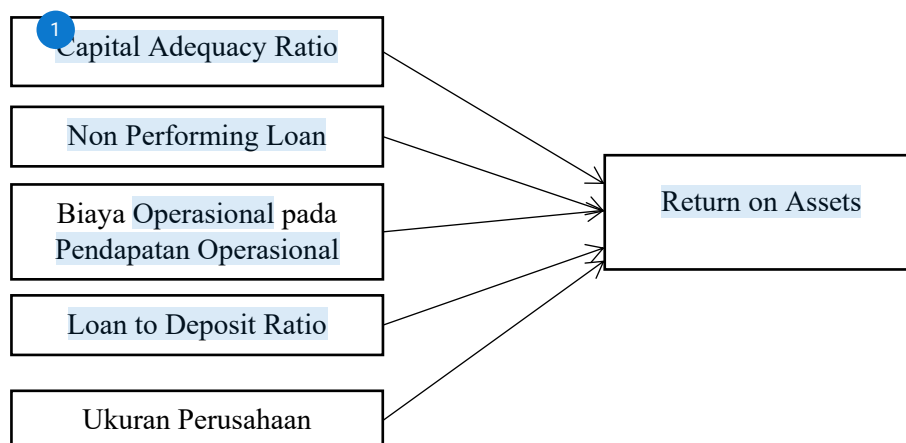 1
Capital Adequacy Ratio
Non Performing Loan
Biaya Operasional pada
Pendapatan Operasional
Return on Assets
Loan to Deposit Ratio
Ukuran Perusahaan